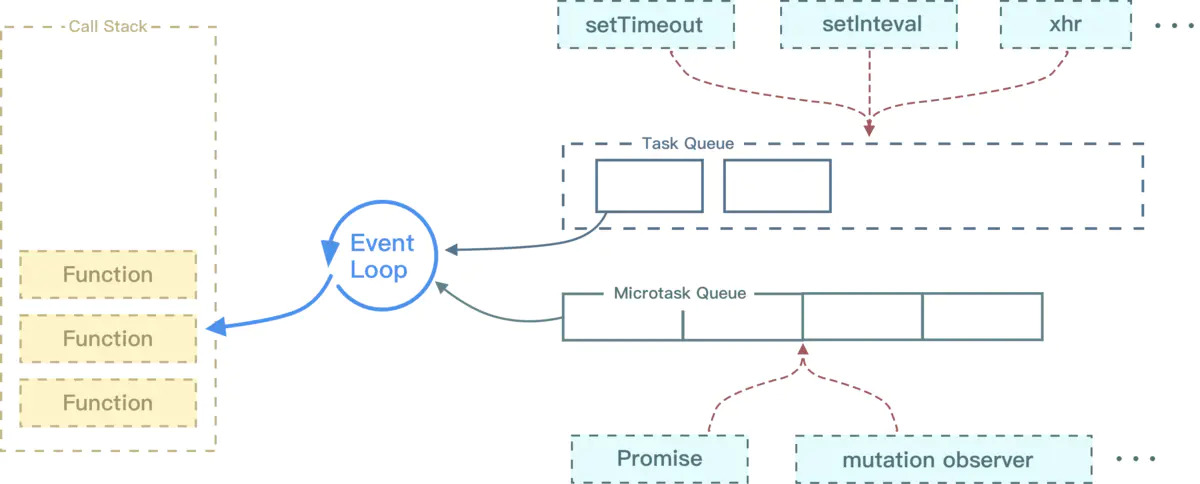 Call Stack
setTimeout
setInteval
xhr
Task Queue
Event
Loop
Microtask Queue
Function
Function
Function
Promise
mutation observer